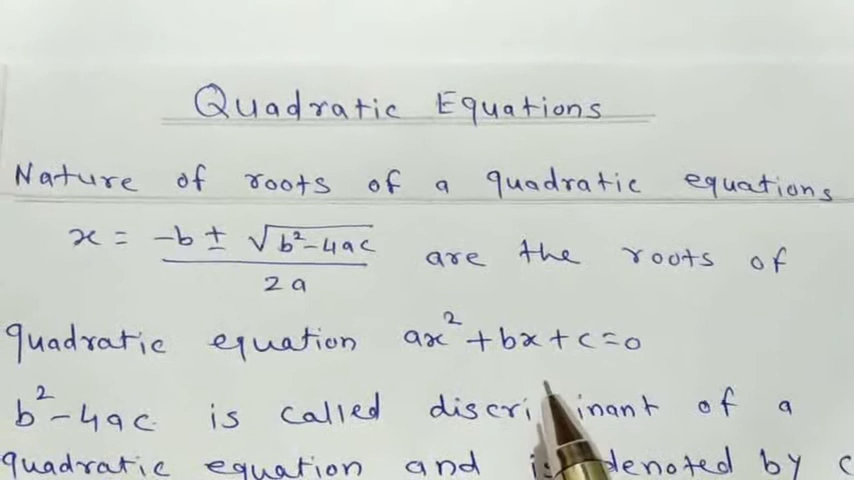 Quadratic Equations
Nature of roots of a quadratic equations
x = -b ± √b²-4ac / 2a are the roots of
quadratic equation ax² + bx + c = 0
b² - 4ac is called discriminant of a
quadratic equation and is denoted by